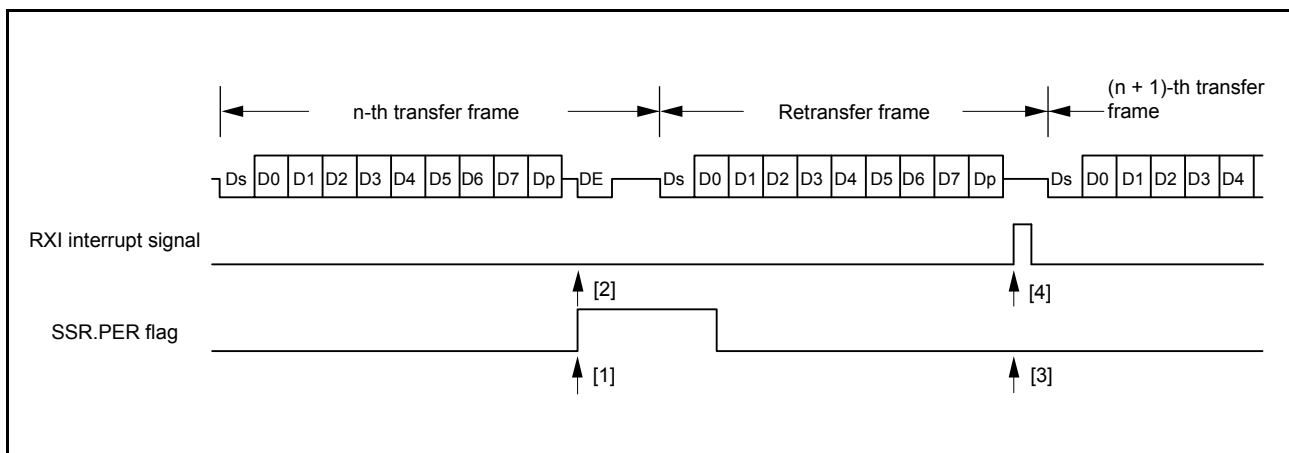 n-th transfer frame
Retransfer frame
(n + 1)-th transfer
frame
Ds D0 D1 D2 D3 D4 D5 D6 D7 Dp DE Ds D0 D1 D2 D3 D4 D5 D6 D7 Dp Ds D0 D1 D2 D3 D4
RXI interrupt signal
[2] [4]
SSR.PER flag
[1] [3]